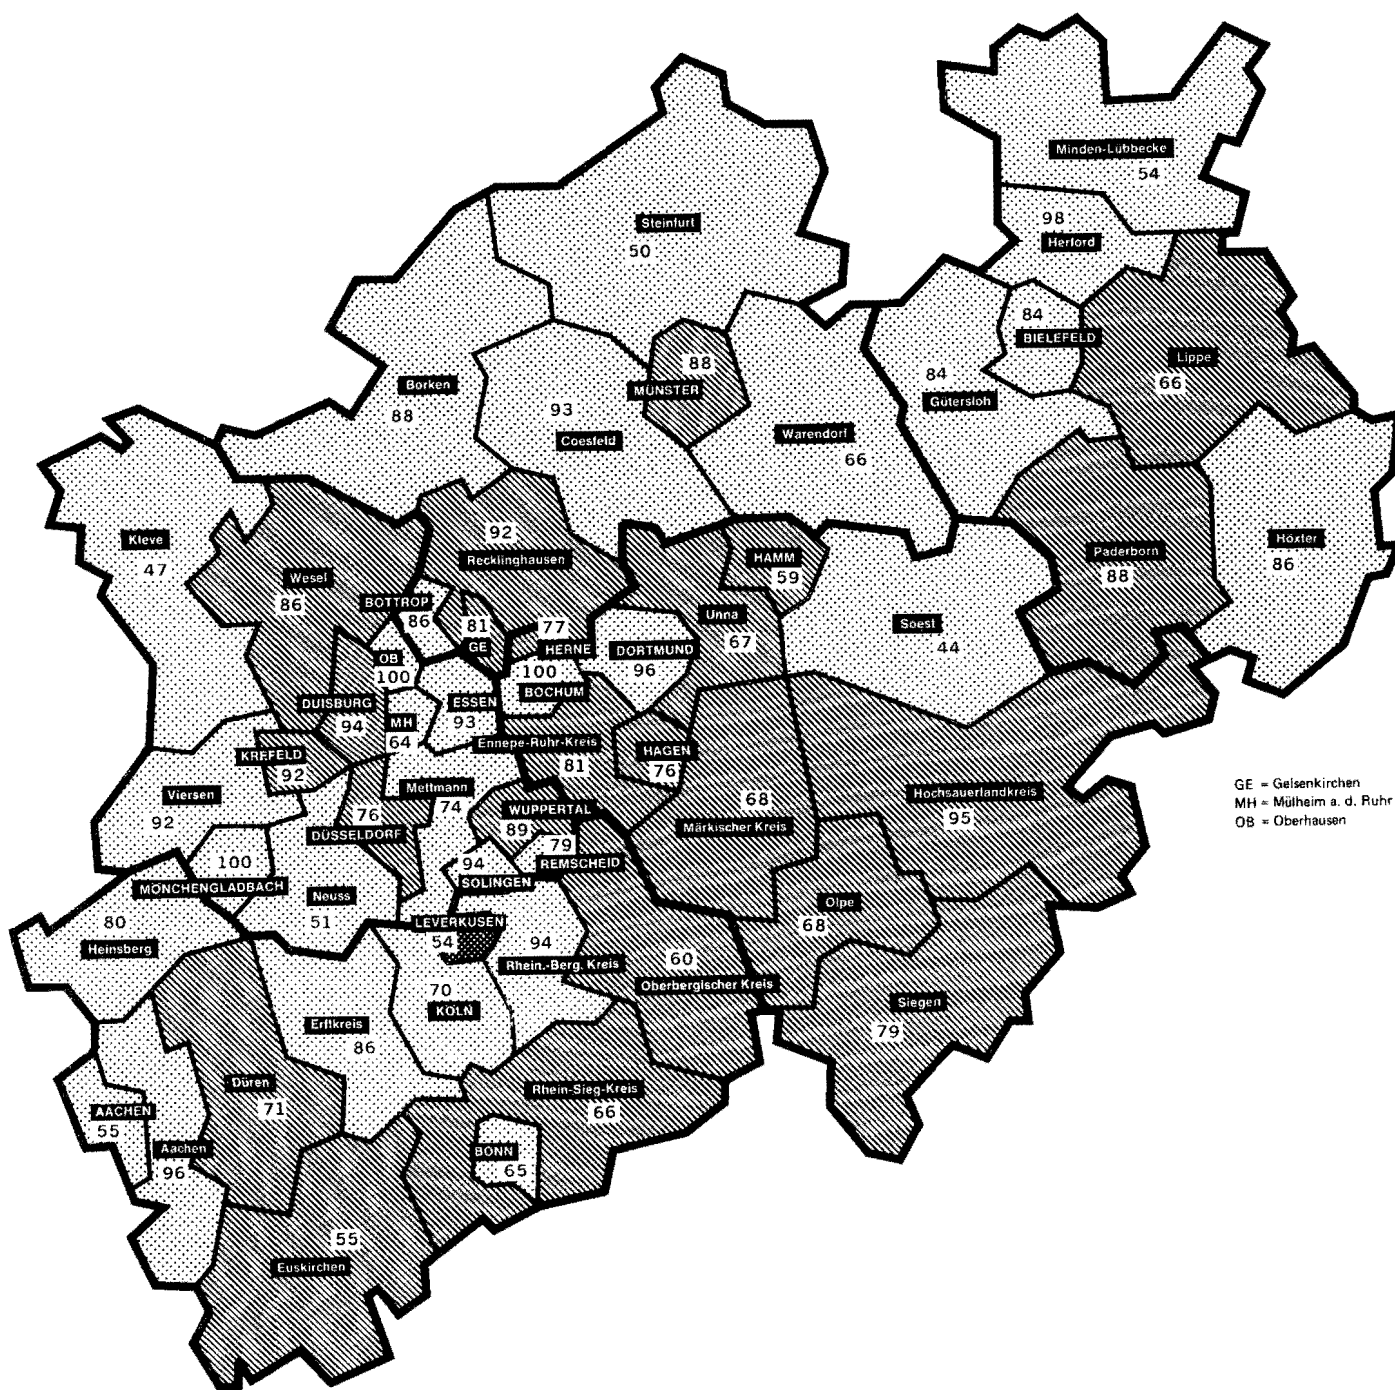 Minden-Lübbecke
54
Steinfurt
50
98
Herford
84
BIELEFELD
Lippe
66
88
MÜNSTER
84
Gütersloh
Borken
88
93
Coesfeld
Warendorf
66
Kleve
47
92
Recklinghausen
HAMM
59
Paderborn
88
Höxter
86
Wesel
86
BOTTROP
86
81
GE
77
HERNE
Unna
67
Soest
44
OB
100
DORTMUND
96
100
BOCHUM
DUISBURG
94
MH
64
ESSEN
93
Ennepe-Ruhr-Kreis
81
HAGEN
76
KREFELD
92
Viersen
92
Mettmann
74
76
DÜSSELDORF
WUPPERTAL
89
68
Märkischer Kreis
Hochsauerlandkreis
95
GE = Gelsenkirchen
MH = Mülheim a. d. Ruhr
OB = Oberhausen
79
REMSCHEID
94
SOLINGEN
100
MÖNCHENGLADBACH
Neuss
51
80
Heinsberg
LEVERKUSEN
54
94
Rhein.-Berg. Kreis
Olpe
68
60
Oberbergischer Kreis
70
KÖLN
Siegen
79
Erftkreis
86
Düren
71
Rhein-Sieg-Kreis
66
AACHEN
55
Aachen
96
BONN
65
55
Euskirchen